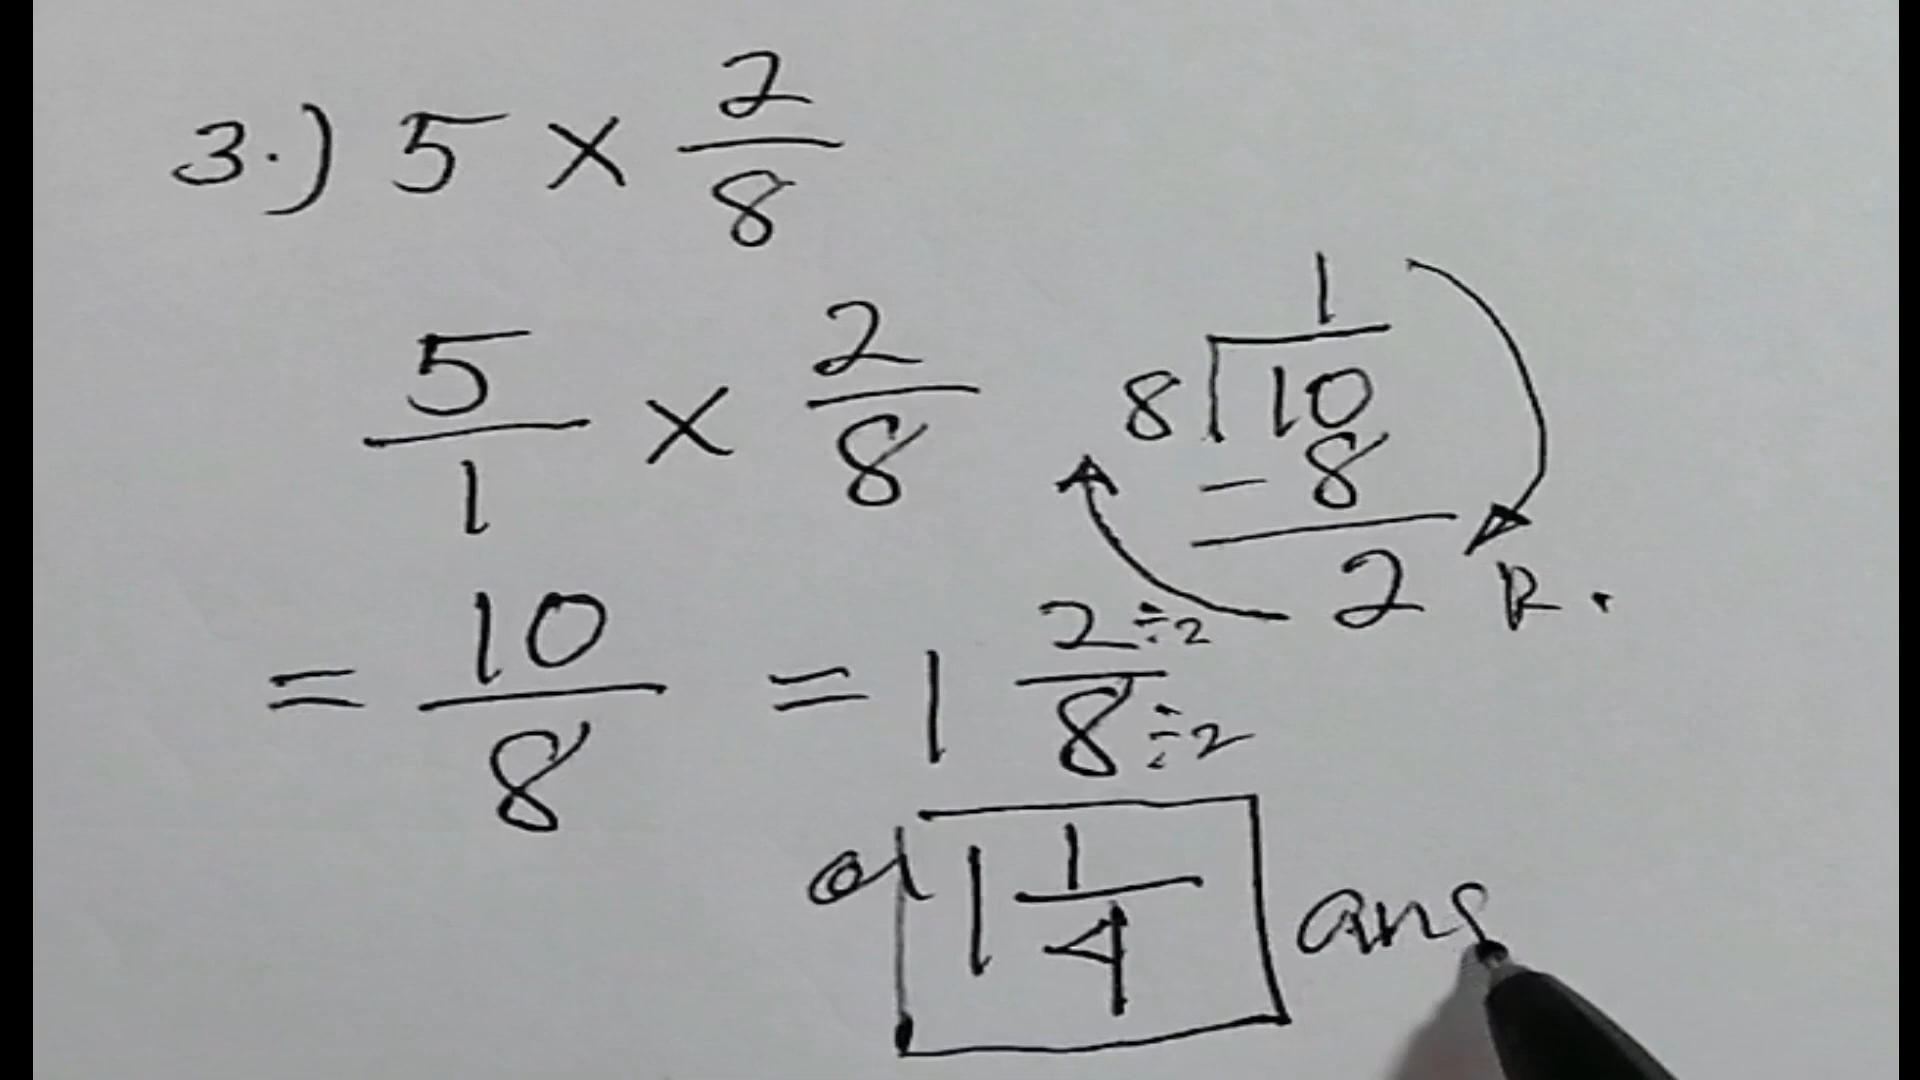 3.) 5 × 2/8
5/1 × 2/8
= 10/8 = 1 2÷2/8÷2
or 1 1/4 ans
1
8 10
- 8
2 R.